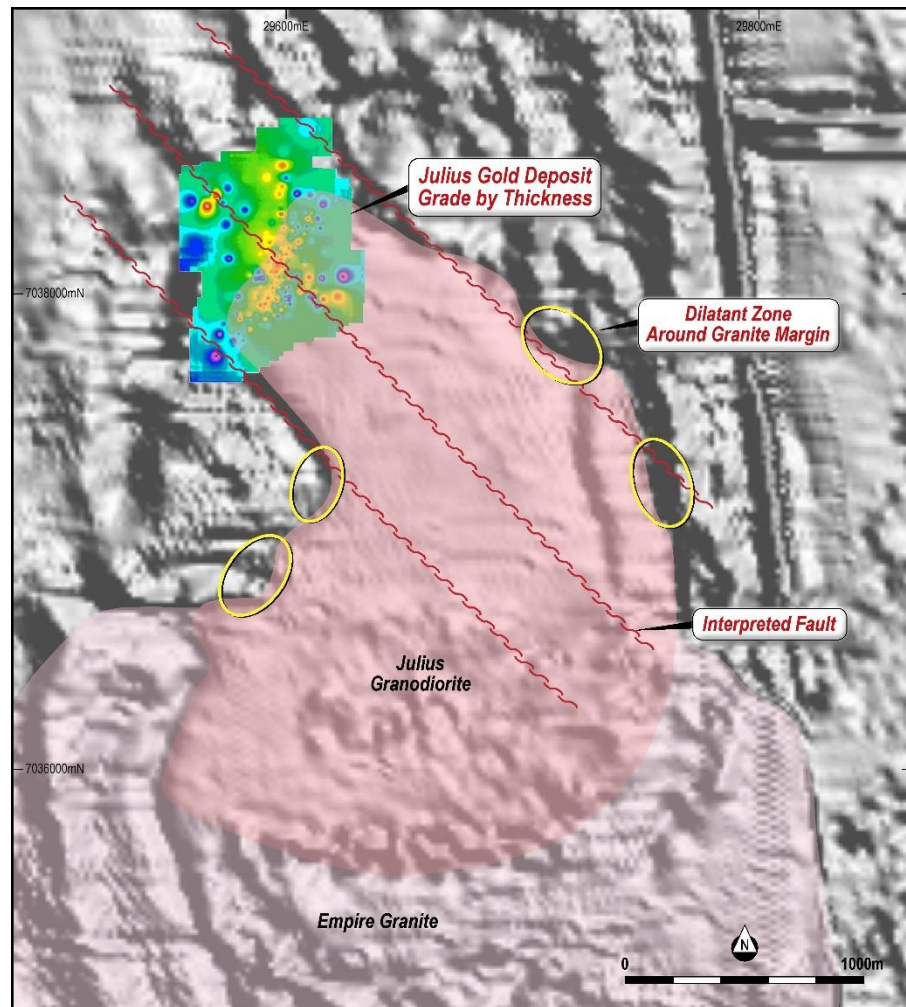 29600mE
29800mE
Julius Gold Deposit
Grade by Thickness
7038000mN
Dilatant Zone
Around Granite Margin
Interpreted Fault
Julius
Granodiorite
7036000mN
Empire Granite
N
0
1000m